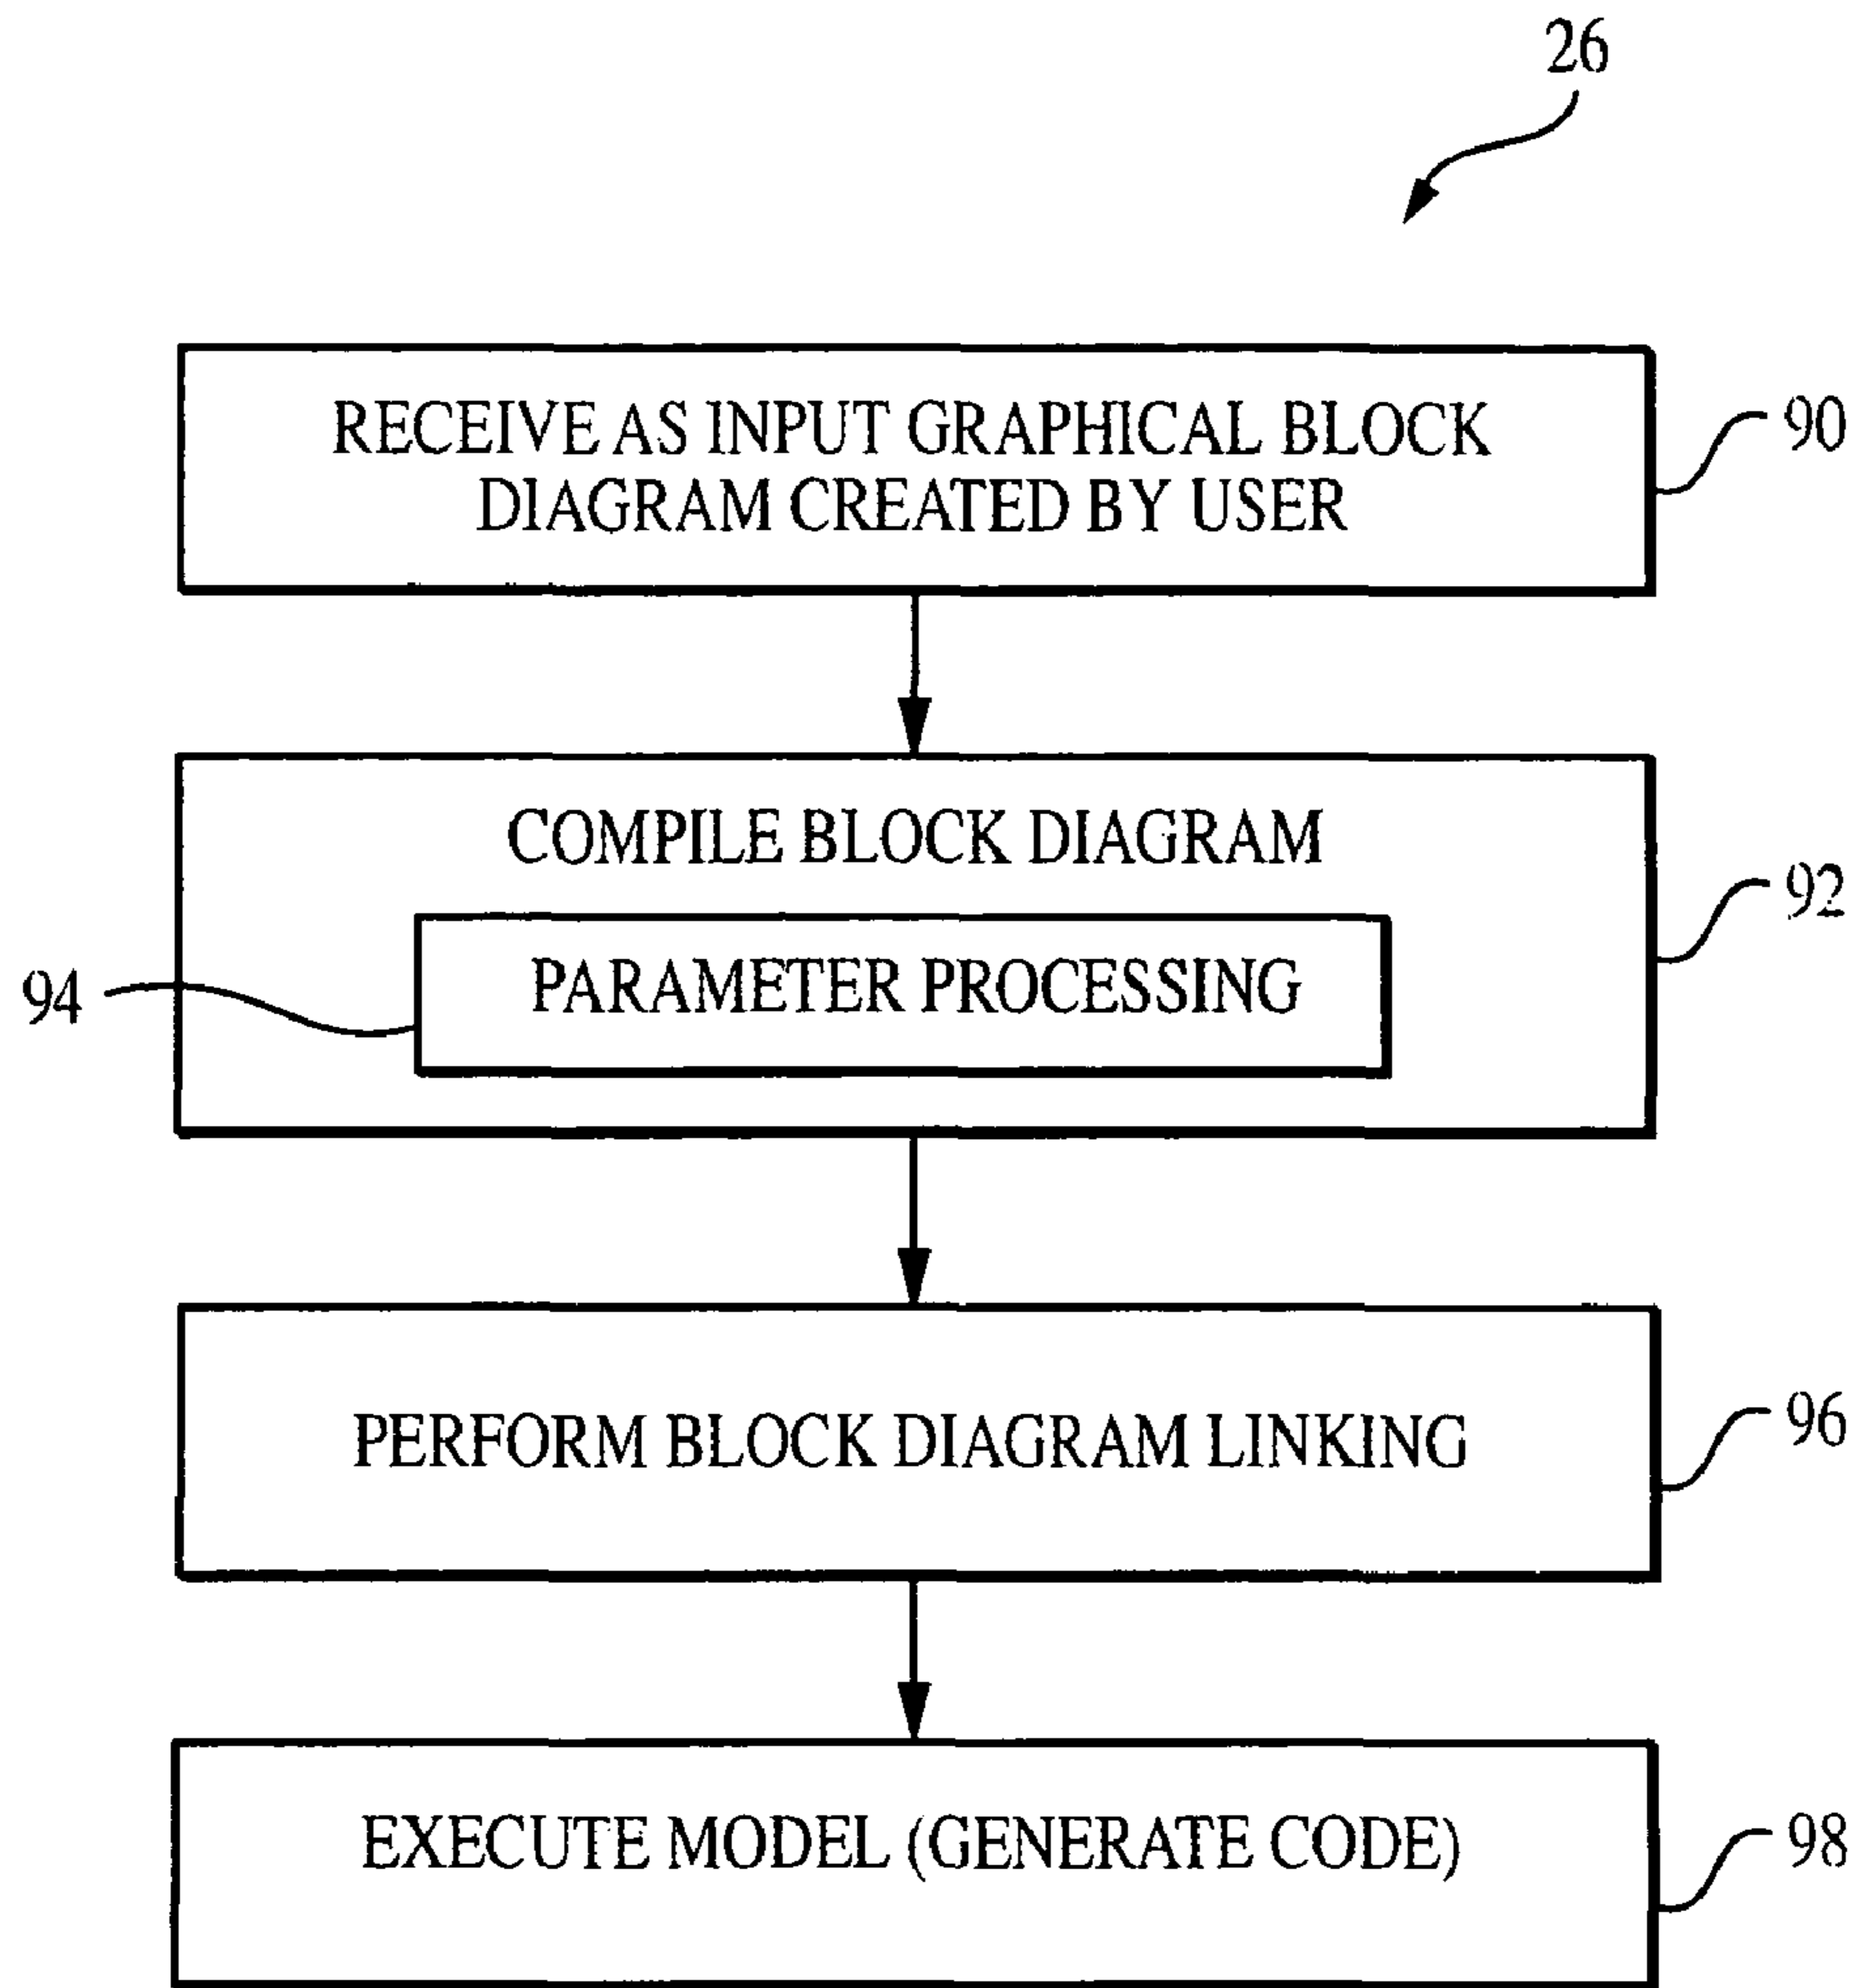 26
RECEIVE AS INPUT GRAPHICAL BLOCK
DIAGRAM CREATED BY USER
90
COMPILE BLOCK DIAGRAM
92
PARAMETER PROCESSING
94
PERFORM BLOCK DIAGRAM LINKING
96
EXECUTE MODEL (GENERATE CODE)
98